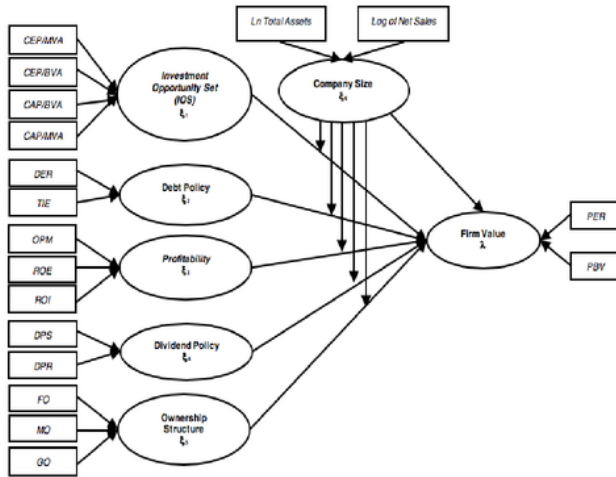 Ln Total Assets
Log of Net Sales
CEP/MVA
CEP/BVA
CAP/BVA
CAP/MVA
Investment
Opportunity Set
(IOS)
Company Size
DER
TIE
Debt Policy
OPM
ROE
ROI
Profitability
Firm Value
λ
PER
PBV
DPS
DPR
Dividend Policy
FO
MO
GO
Ownership
Structure